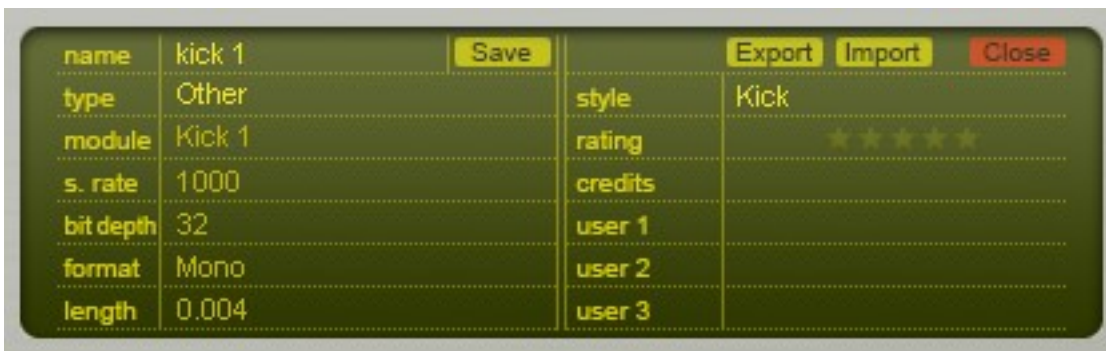 name kick 1 Save Export Import Close
type Other style Kick
module Kick 1 rating
s. rate 1000 credits
bit depth 32 user 1
format Mono user 2
length 0.004 user 3